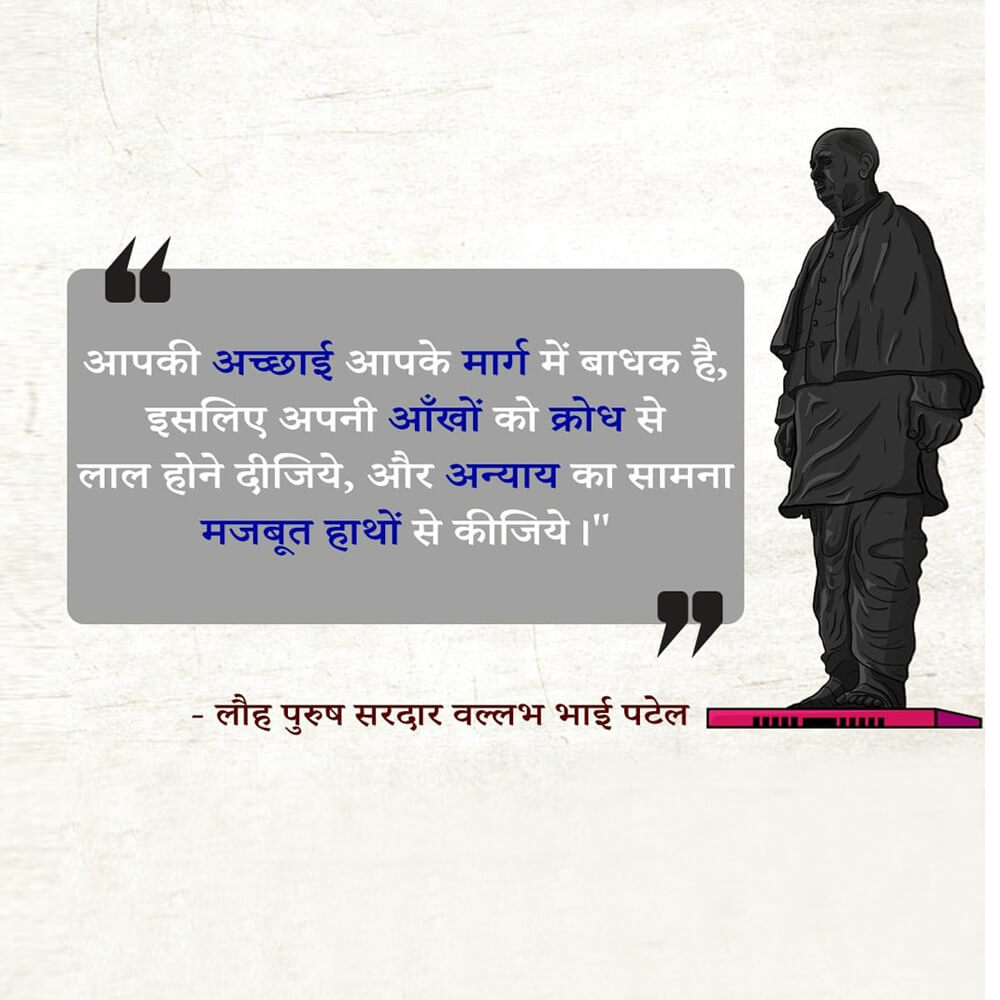 आपकी अच्छाई आपके मार्ग में बाधक है,
इसलिए अपनी आँखों को क्रोध से
लाल होने दीजिये, और अन्याय का सामना
मजबूत हाथों से कीजिये।"
- लौह पुरुष सरदार वल्लभ भाई पटेल